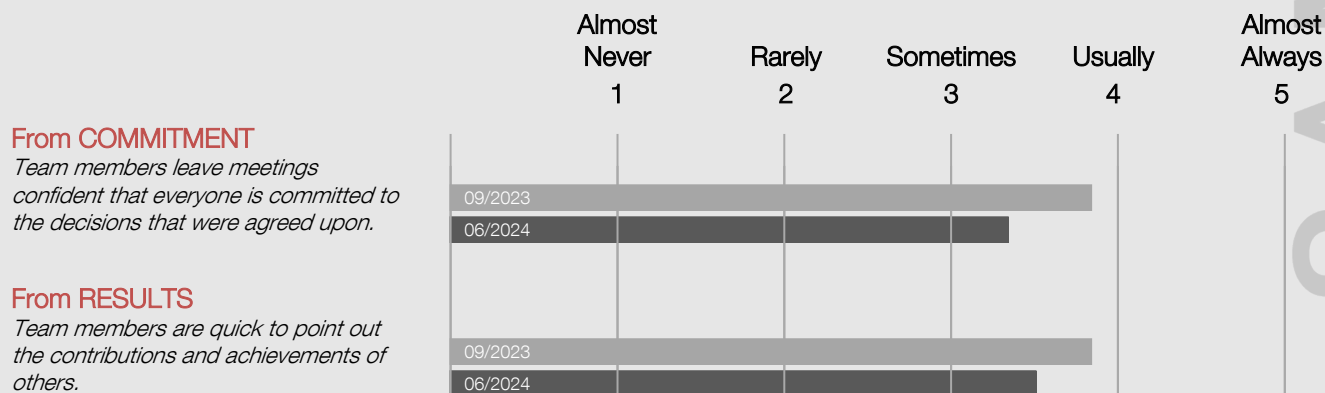 Almost Never
Rarely
Sometimes
Usually
Almost Always
1
2
3
4
5
From COMMITMENT
Team members leave meetings
confident that everyone is committed to
the decisions that were agreed upon.
09/2023
06/2024
From RESULTS
Team members are quick to point out
the contributions and achievements of
others.
09/2023
06/2024